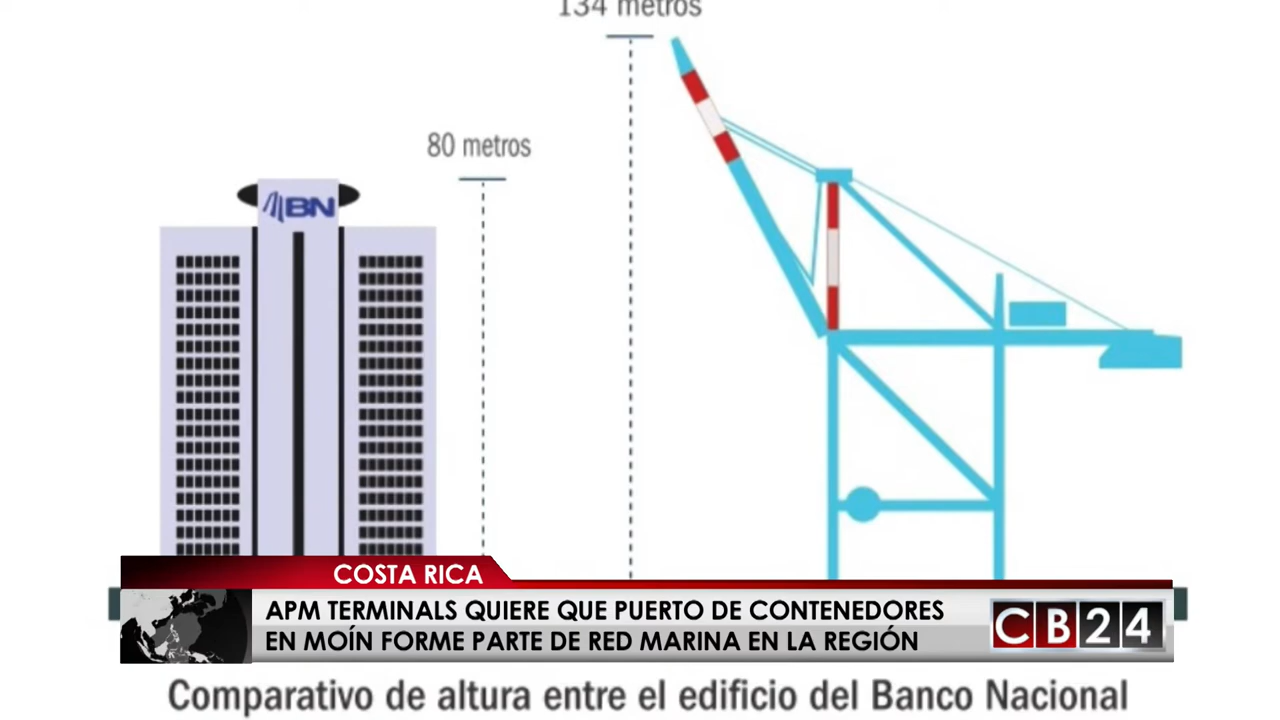 134 metros
80 metros
BN
COSTA RICA
APM TERMINALS QUIERE QUE PUERTO DE CONTENEDORES
EN MOÍN FORME PARTE DE RED MARINA EN LA REGIÓN
CB24
Comparativo de altura entre el edificio del Banco Nacional